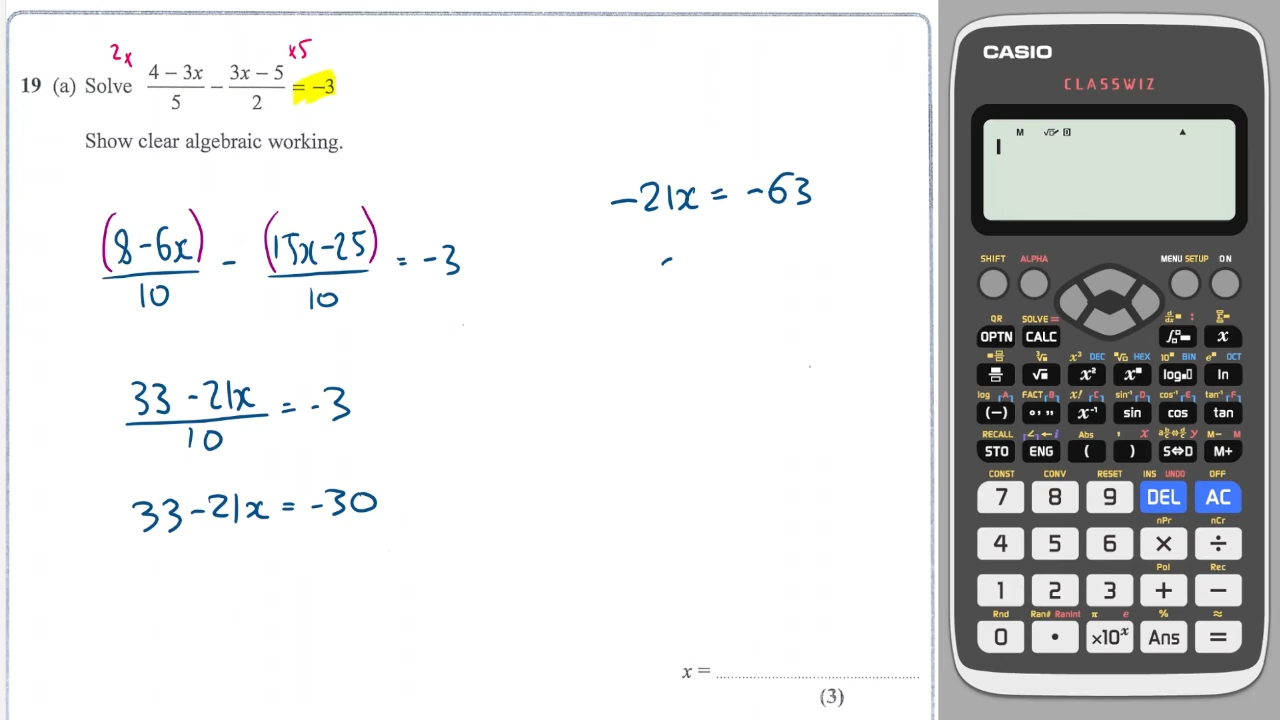 2x ×5
19 (a) Solve (4 − 3x)/5 − (3x − 5)/2 = −3
Show clear algebraic working.
(8-6x)/10 - (15x-25)/10 = -3
(33 -21x)/10 = -3
33-21x = -30
-21x = -63
x =
(3)
CASIO
CLASSWIZ
M √▱ D ▲
SHIFT ALPHA MENU SETUP ON
QR SOLVE = :
OPTN CALC x
x³ DEC HEX 10 BIN e OCT
x² log ln
log A FACT B x! C sin⁻¹ D cos⁻¹ E tan⁻¹ F
(−) x⁻¹ sin cos tan
RECALL ∠ ← i Abs , x y M− M
STO ENG ( ) S⇔D M+
CONST CONV RESET INS UNDO OFF
7 8 9 DEL AC
nPr nCr
4 5 6 × ÷
Pol Rec
1 2 3 + −
Rnd Ran# RanInt π e % ≈
0 • ×10ˣ Ans =